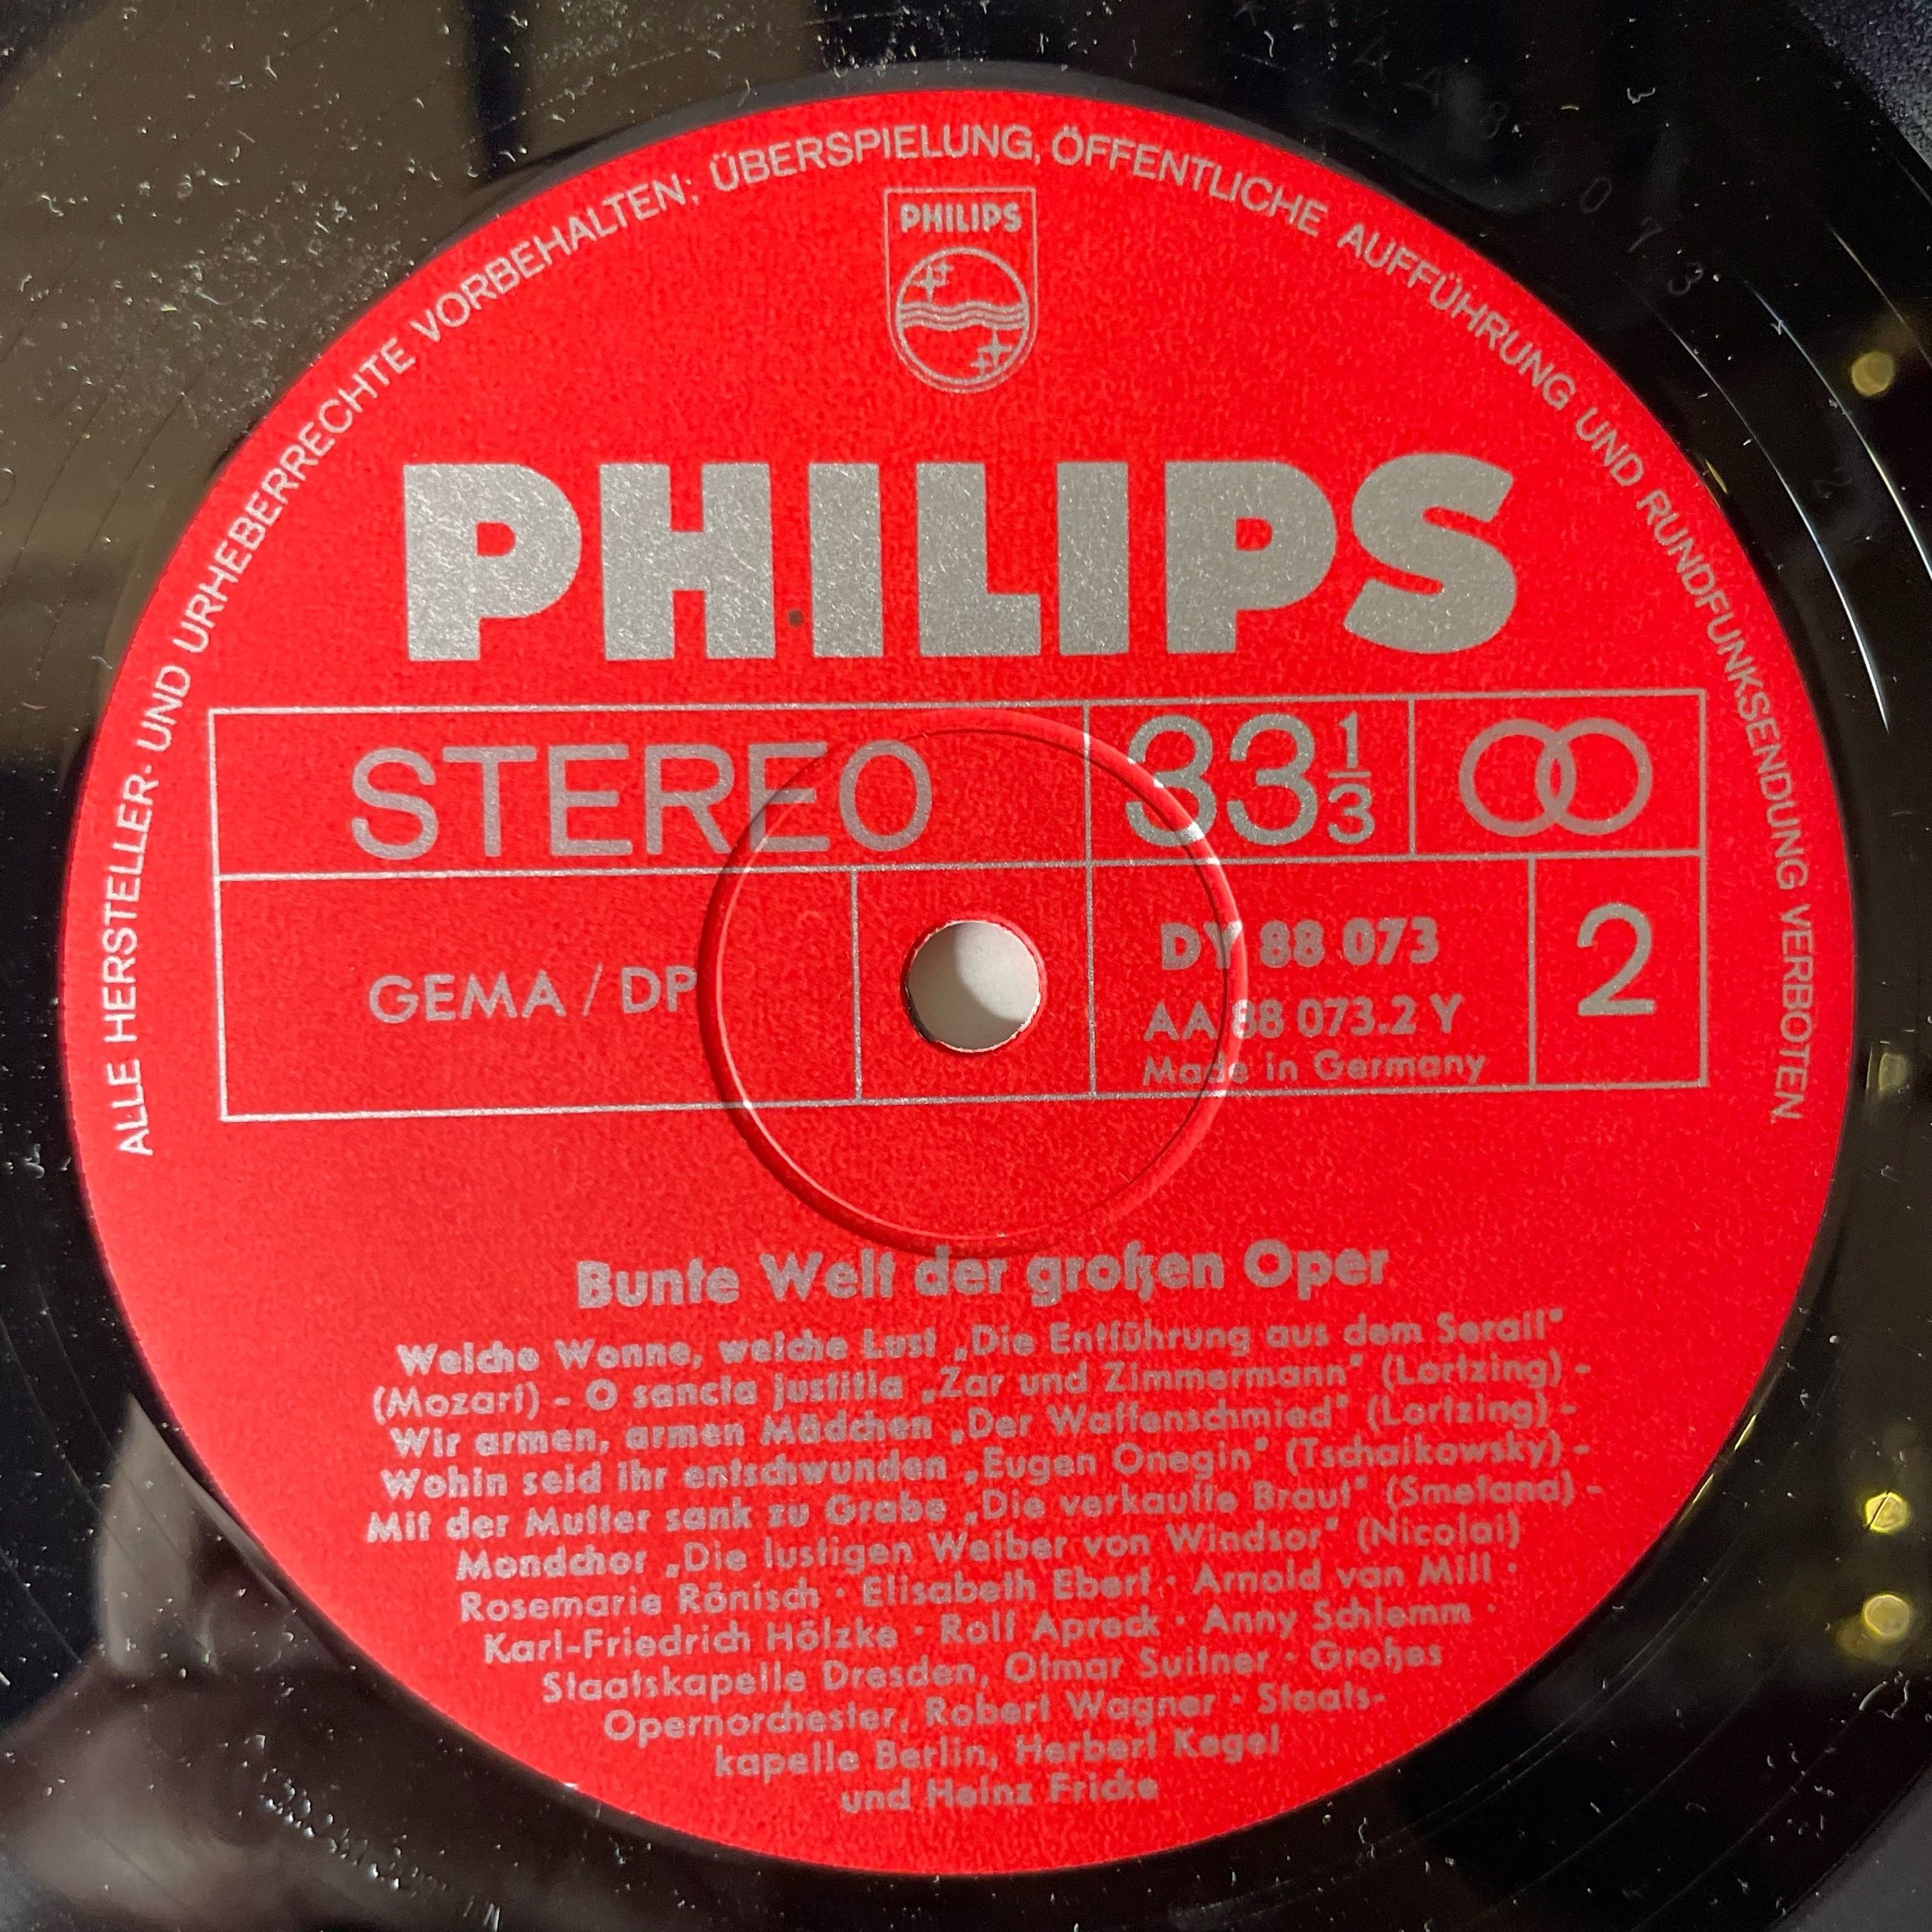 ALLE HERSTELLER- UND URHEBERRECHTE VORBEHALTEN; ÜBERSPIELUNG, ÖFFENTLICHE AUFFÜHRUNG UND RUNDFUNKSENDUNG VERBOTEN
PHILIPS
PHILIPS
STEREO
33 1/3
GEMA / DP
DY 88 073
AA 88 073.2 Y
Made in Germany
2
Bunte Welt der großen Oper
Welche Wonne, welche Lust „Die Entführung aus dem Serail"
(Mozart) - O sancta justitia „Zar und Zimmermann" (Lortzing) -
Wir armen, armen Mädchen „Der Waffenschmied" (Lortzing) -
Wohin seid ihr entschwunden „Eugen Onegin" (Tschaikowsky) -
Mit der Mutter sank zu Grabe „Die verkaufte Braut" (Smetana) -
Mondchor „Die lustigen Weiber von Windsor" (Nicolai)
Rosemarie Rönisch · Elisabeth Ebert · Arnold van Mill ·
Karl-Friedrich Hölzke · Rolf Apreck · Anny Schlemm ·
Staatskapelle Dresden, Otmar Suitner · Großes
Opernorchester, Robert Wagner · Staats-
kapelle Berlin, Herbert Kegel
und Heinz Fricke